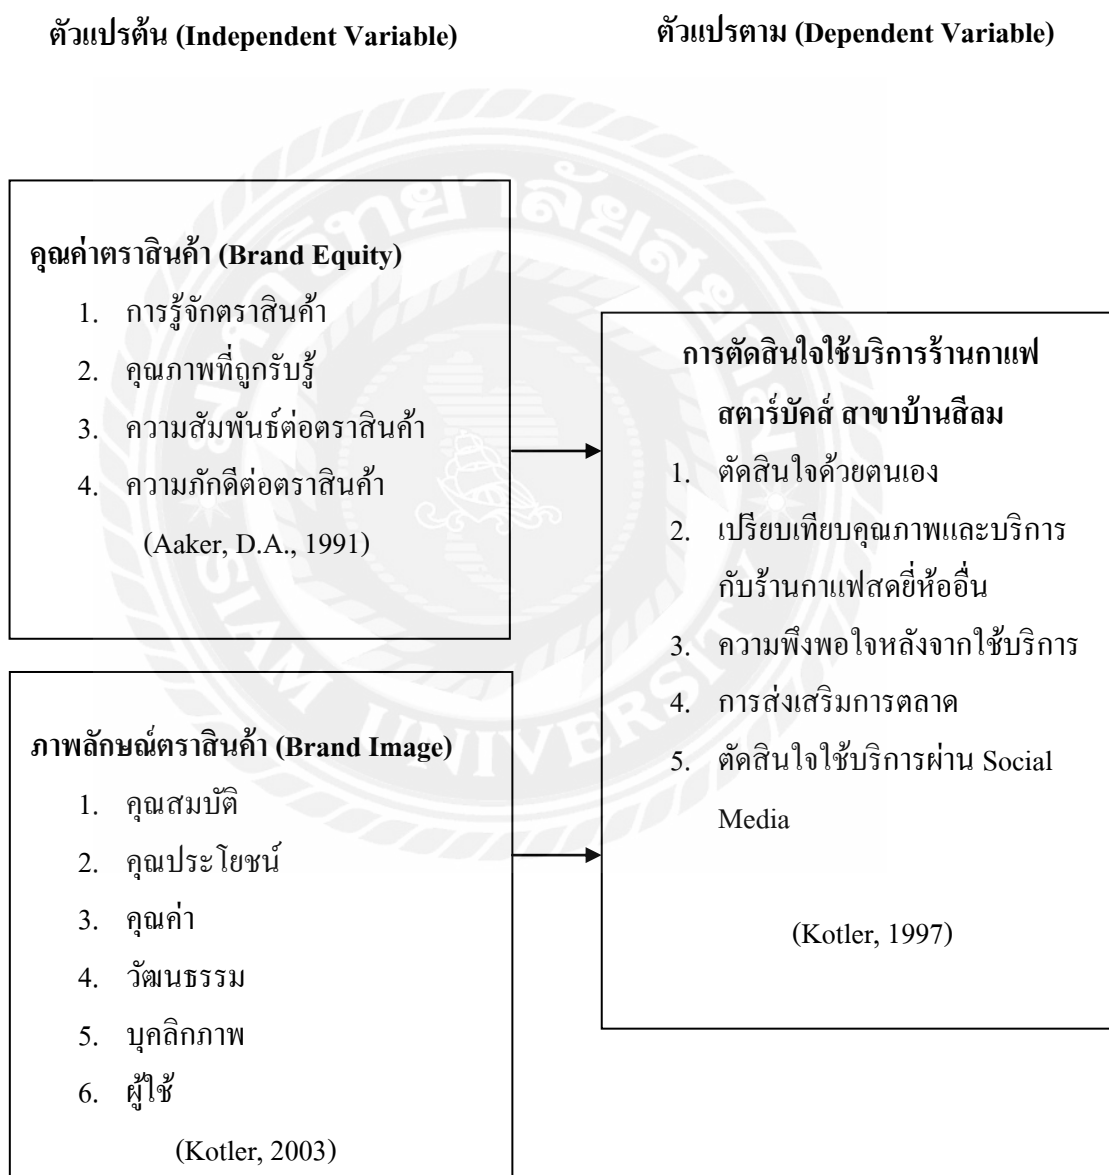 ตัวแปรต้น (Independent Variable)
ตัวแปรตาม (Dependent Variable)
คุณค่าตราสินค้า (Brand Equity)
1. การรู้จักตราสินค้า
2. คุณภาพที่ถูกรับรู้
3. ความสัมพันธ์ต่อตราสินค้า
4. ความภักดีต่อตราสินค้า
(Aaker, D.A., 1991)
ภาพลักษณ์ตราสินค้า (Brand Image)
1. คุณสมบัติ
2. คุณประโยชน์
3. คุณค่า
4. วัฒนธรรม
5. บุคลิกภาพ
6. ผู้ใช้
(Kotler, 2003)
การตัดสินใจใช้บริการร้านกาแฟ
สตาร์บัคส์ สาขาบ้านสีลม
1. ตัดสินใจด้วยตนเอง
2. เปรียบเทียบคุณภาพและบริการ
กับร้านกาแฟสดยี่ห้ออื่น
3. ความพึงพอใจหลังจากใช้บริการ
4. การส่งเสริมการตลาด
5. ตัดสินใจใช้บริการผ่าน Social
Media
(Kotler, 1997)
มหาวิทยาลัยสยาม
SIAM UNIVERSITY